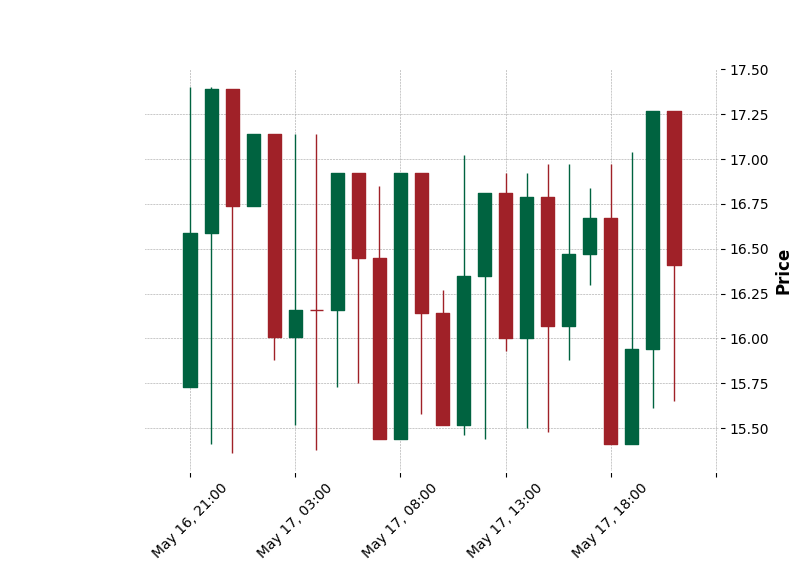 17.50
17.25
17.00
16.75
16.50
16.25
16.00
15.75
15.50
Price
May 16, 21:00
May 17, 03:00
May 17, 08:00
May 17, 13:00
May 17, 18:00